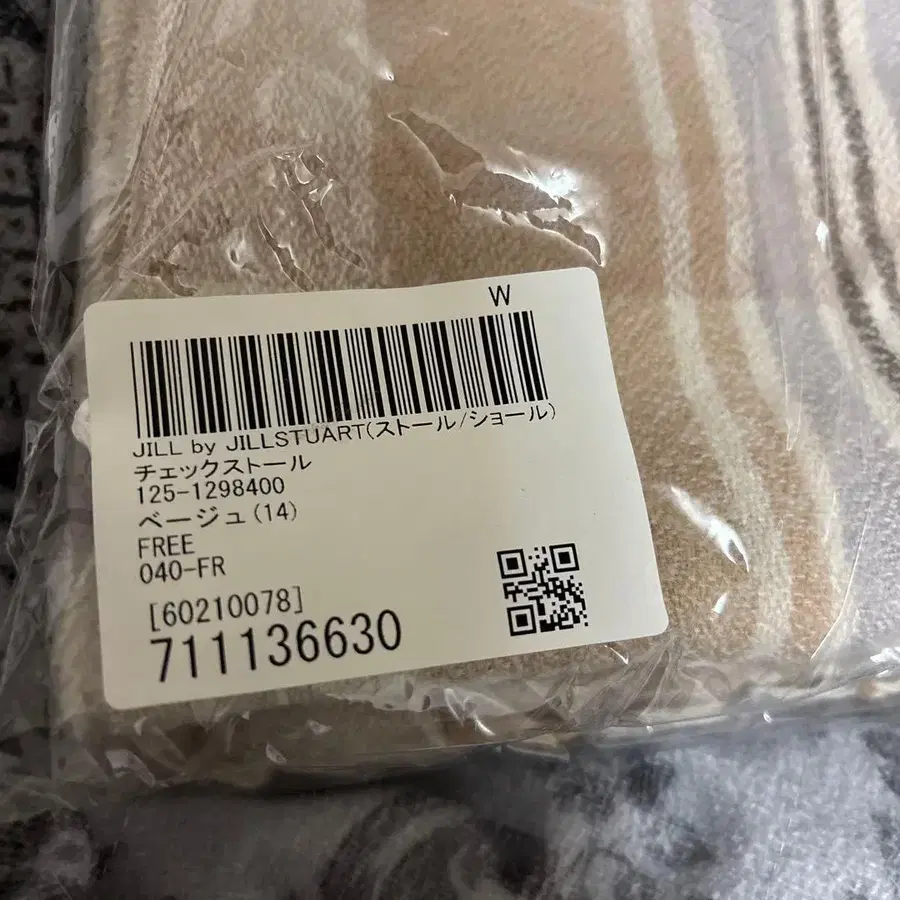 W
JILL by JILLSTUART(ストール/ショール)
チェックストール
125-1298400
ベージュ(14)
FREE
040-FR
[60210078]
711136630